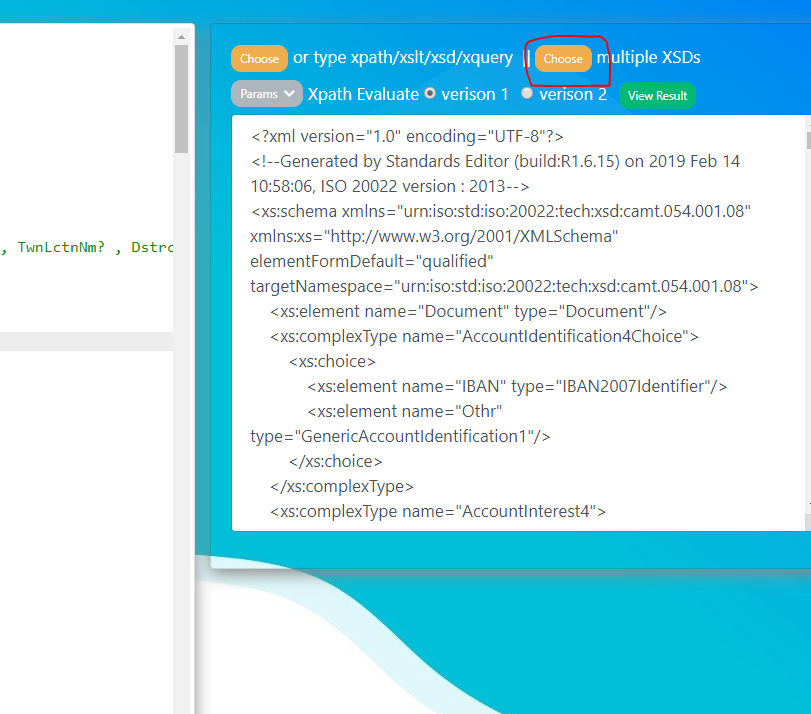 Choose or type xpath/xslt/xsd/xquery || Choose multiple XSDs
Params Xpath Evaluate verison 1 verison 2 View Result
<?xml version="1.0" encoding="UTF-8"?>
<!--Generated by Standards Editor (build:R1.6.15) on 2019 Feb 14
10:58:06, ISO 20022 version : 2013-->
<xs:schema xmlns="urn:iso:std:iso:20022:tech:xsd:camt.054.001.08"
xmlns:xs="http://www.w3.org/2001/XMLSchema"
, TwnLctnNm? , Dstrc
elementFormDefault="qualified"
targetNamespace="urn:iso:std:iso:20022:tech:xsd:camt.054.001.08">
<xs:element name="Document" type="Document"/>
<xs:complexType name="AccountIdentification4Choice">
<xs:choice>
<xs:element name="IBAN" type="IBAN2007Identifier"/>
<xs:element name="Othr"
type="GenericAccountIdentification1"/>
</xs:choice>
</xs:complexType>
<xs:complexType name="AccountInterest4">